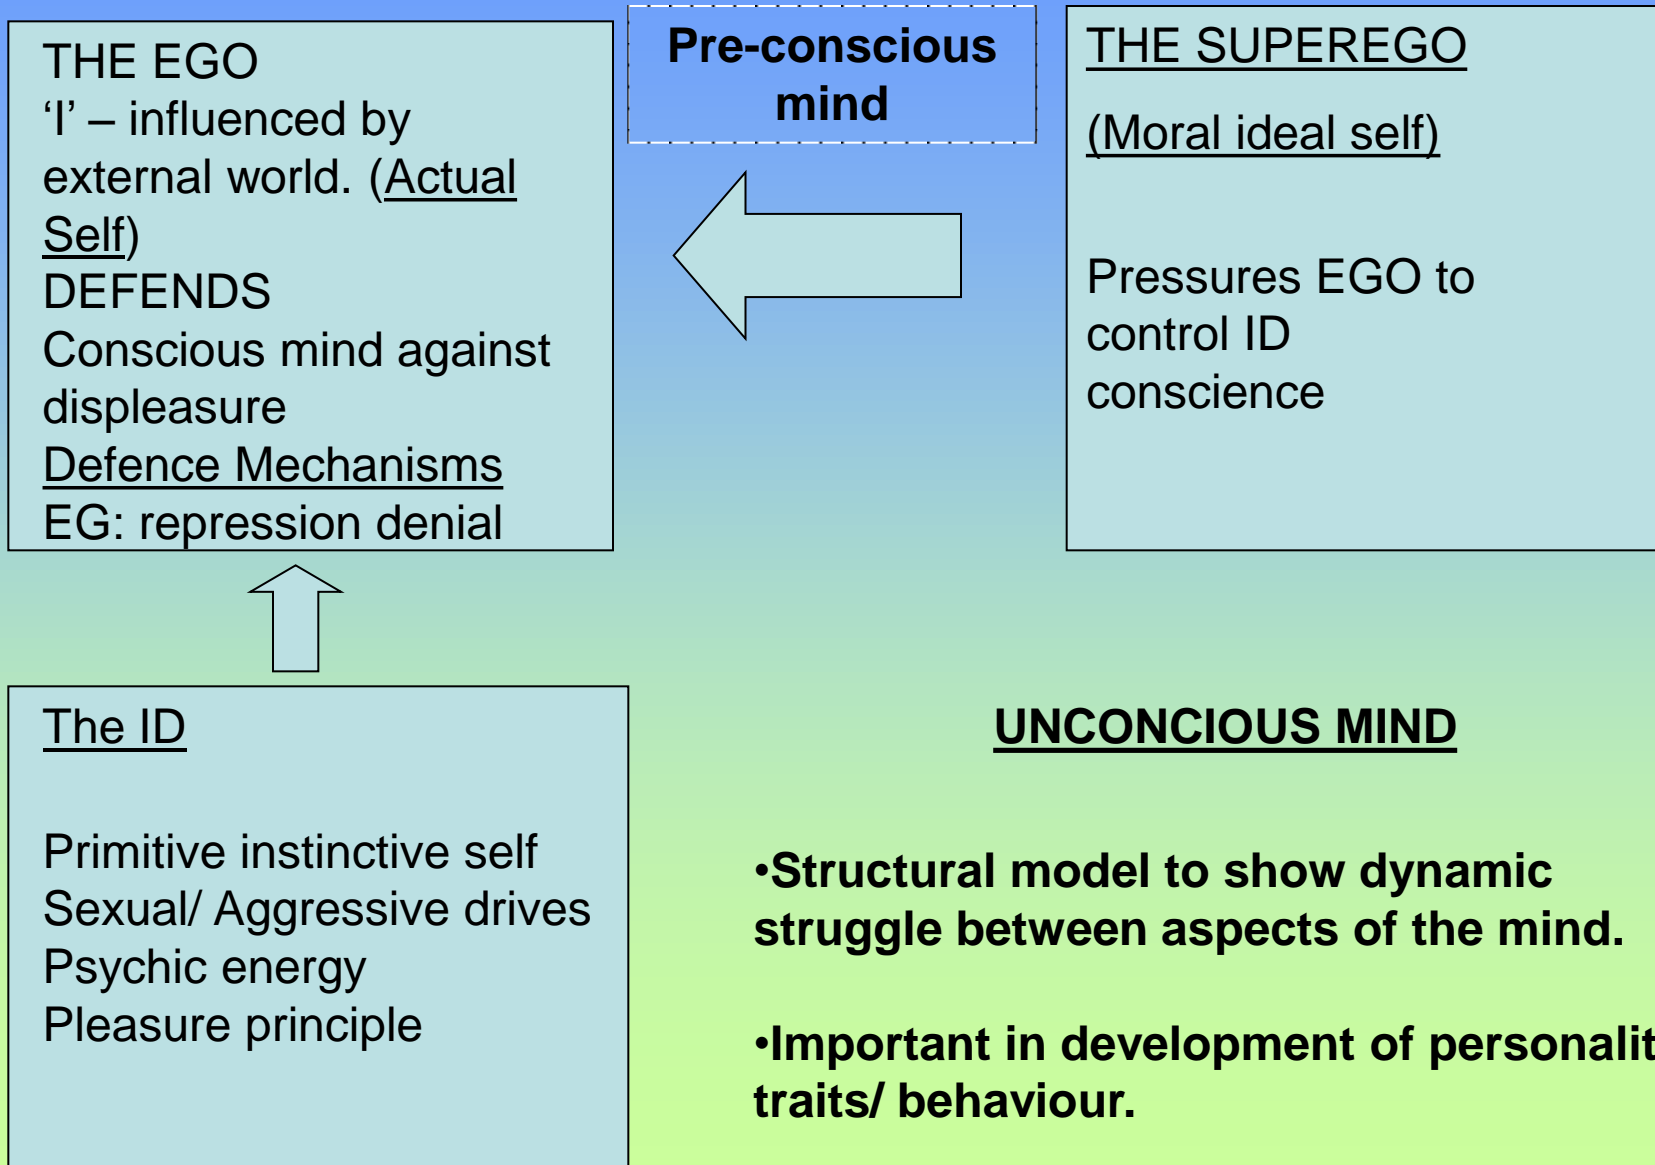 THE EGO
‘I’ – influenced by
external world. (Actual
Self)
DEFENDS
Conscious mind against
displeasure
Defence Mechanisms
EG: repression denial
Pre-conscious
mind
THE SUPEREGO
(Moral ideal self)
Pressures EGO to
control ID
conscience
The ID
Primitive instinctive self
Sexual/ Aggressive drives
Psychic energy
Pleasure principle
UNCONCIOUS MIND
•Structural model to show dynamic
struggle between aspects of the mind.
•Important in development of personalit
traits/ behaviour.